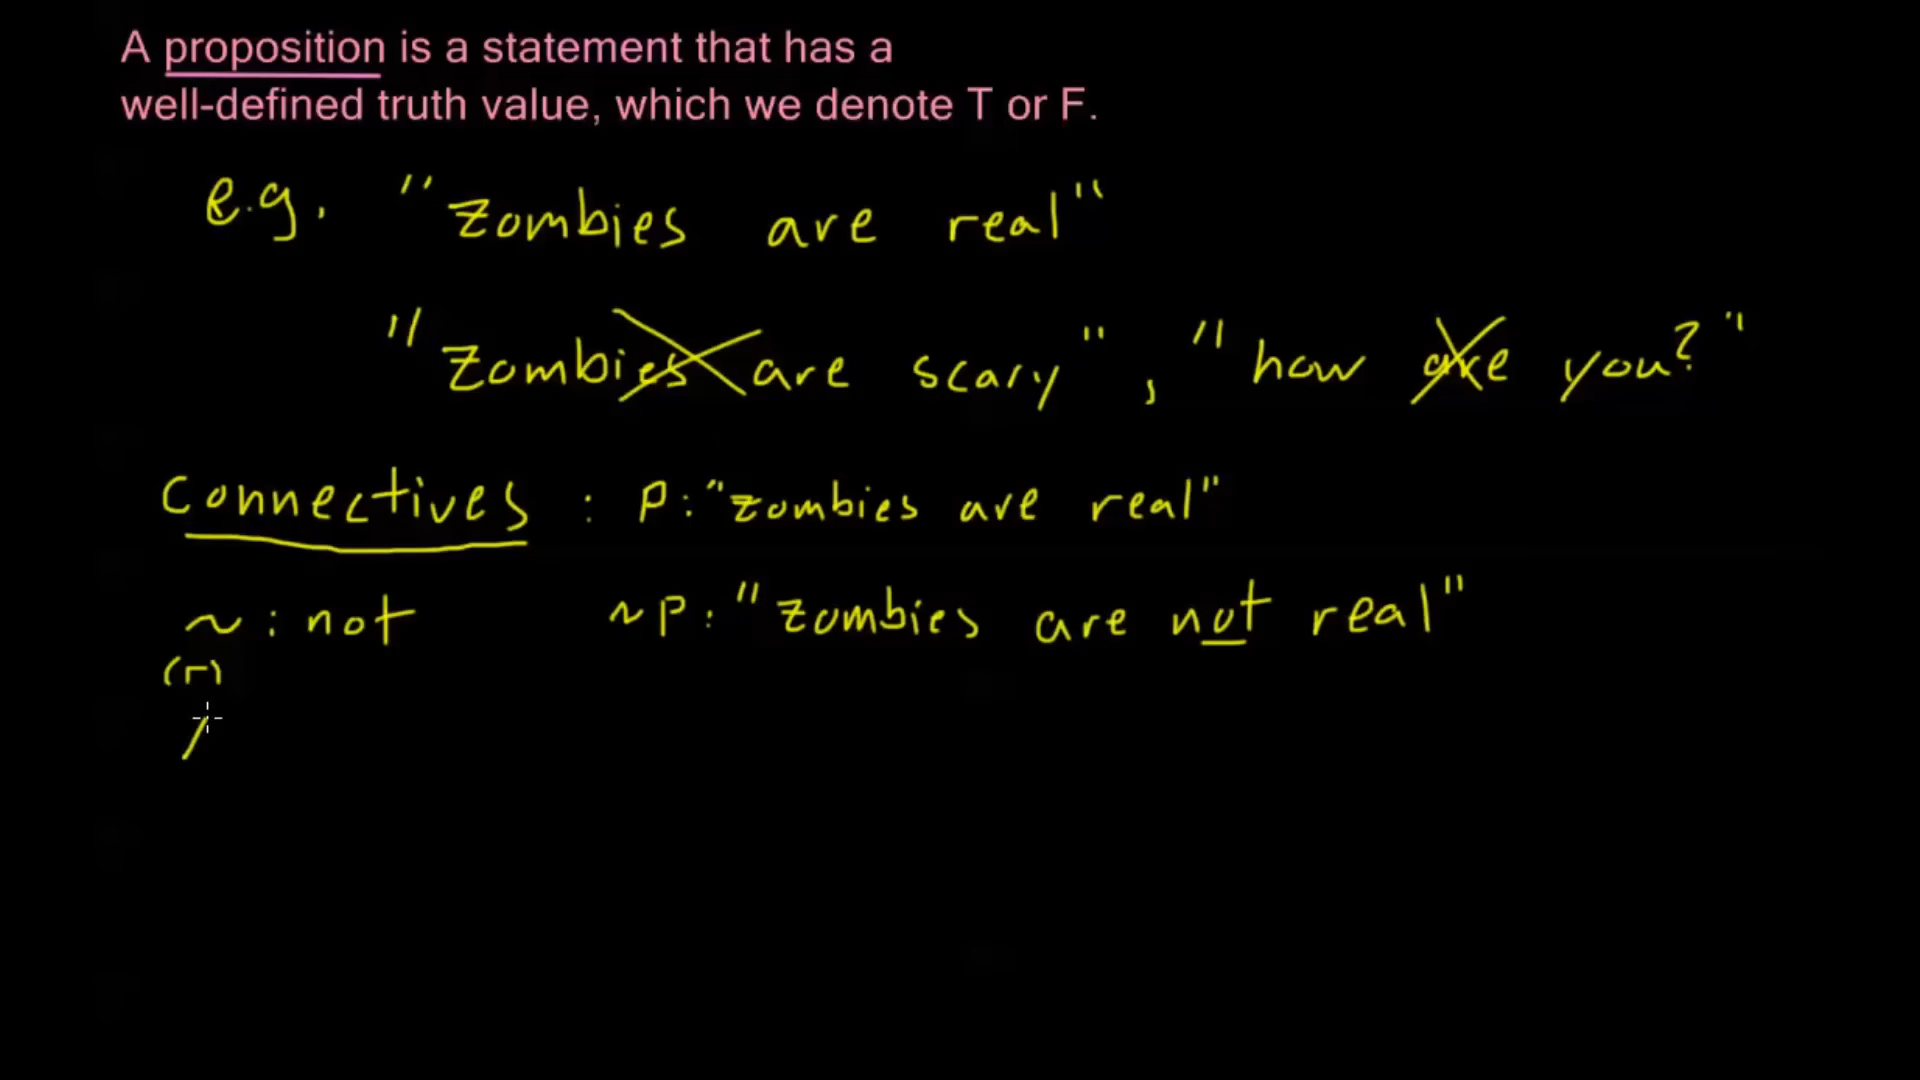 A proposition is a statement that has a
well-defined truth value, which we denote T or F.
e.g. "Zombies are real"
"Zombies are scary", "how are you?"
Connectives: P: "zombies are real"
~: not ~P: "zombies are not real"
(¬)